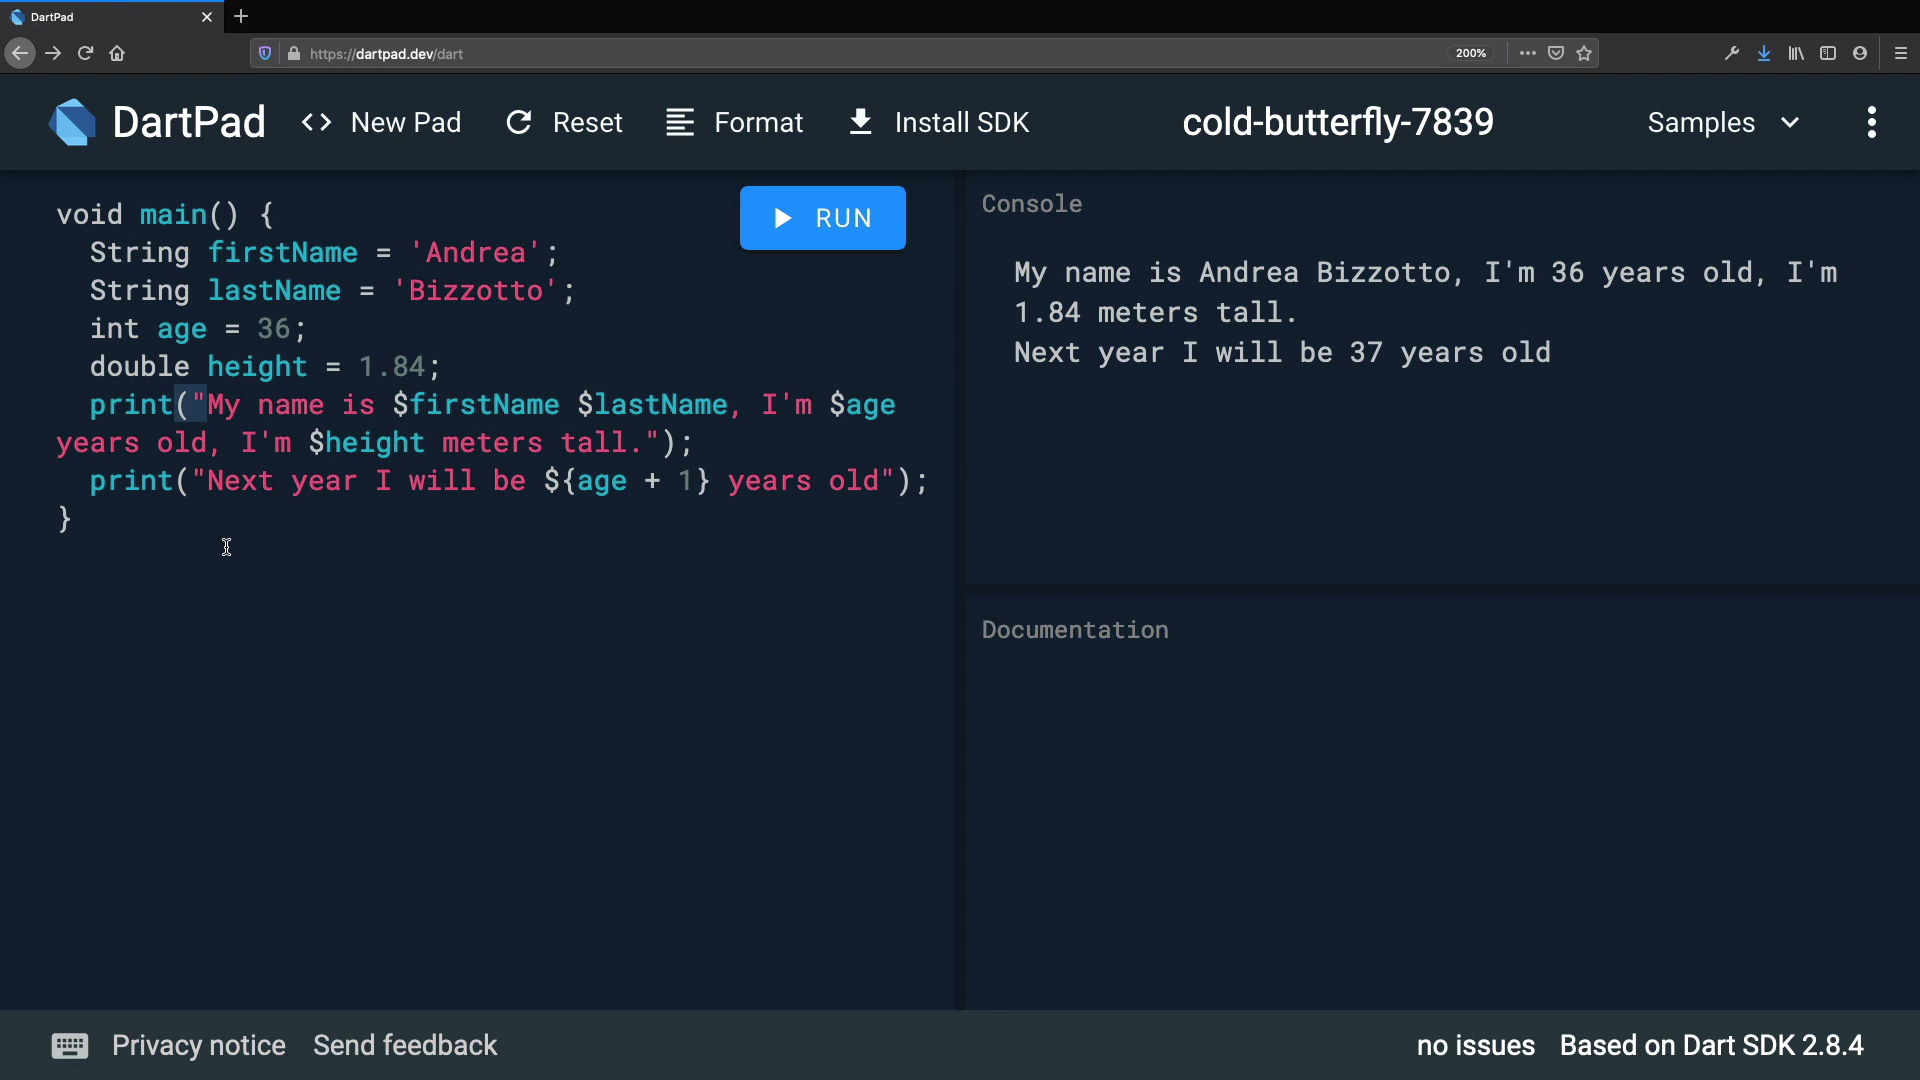 DartPad
https://dartpad.dev/dart
200%
DartPad
<> New Pad
Reset
Format
Install SDK
cold-butterfly-7839
Samples
void main() {
  String firstName = 'Andrea';
  String lastName = 'Bizzotto';
  int age = 36;
  double height = 1.84;
  print("My name is $firstName $lastName, I'm $age
years old, I'm $height meters tall.");
  print("Next year I will be ${age + 1} years old");
}
RUN
Console
My name is Andrea Bizzotto, I'm 36 years old, I'm
1.84 meters tall.
Next year I will be 37 years old
Documentation
Privacy notice
Send feedback
no issues
Based on Dart SDK 2.8.4